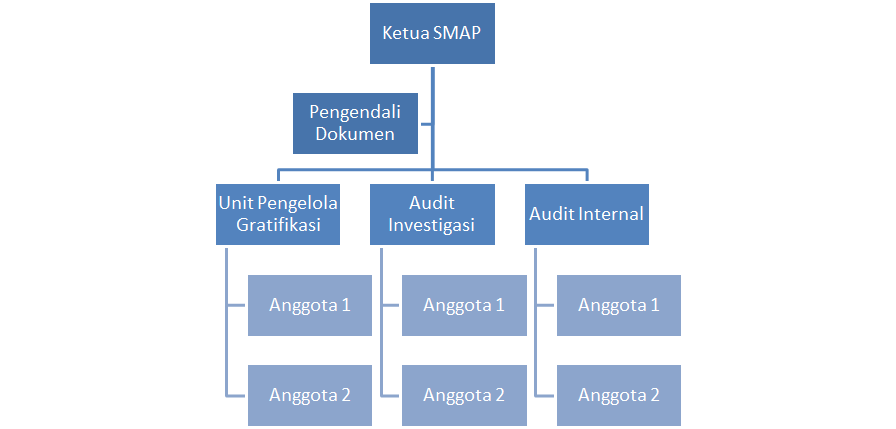 Ketua SMAP
Pengendali
Dokumen
Unit Pengelola
Gratifikasi
Audit
Investigasi
Audit Internal
Anggota 1
Anggota 1
Anggota 1
Anggota 2
Anggota 2
Anggota 2